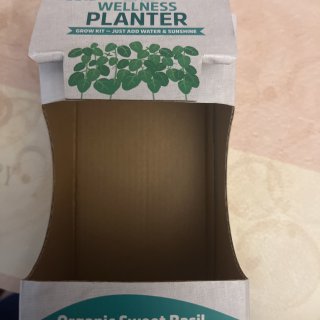 WELLNESS
PLANTER
GROW KIT – JUST ADD WATER & SUNSHINE
Organic Sweet Basil